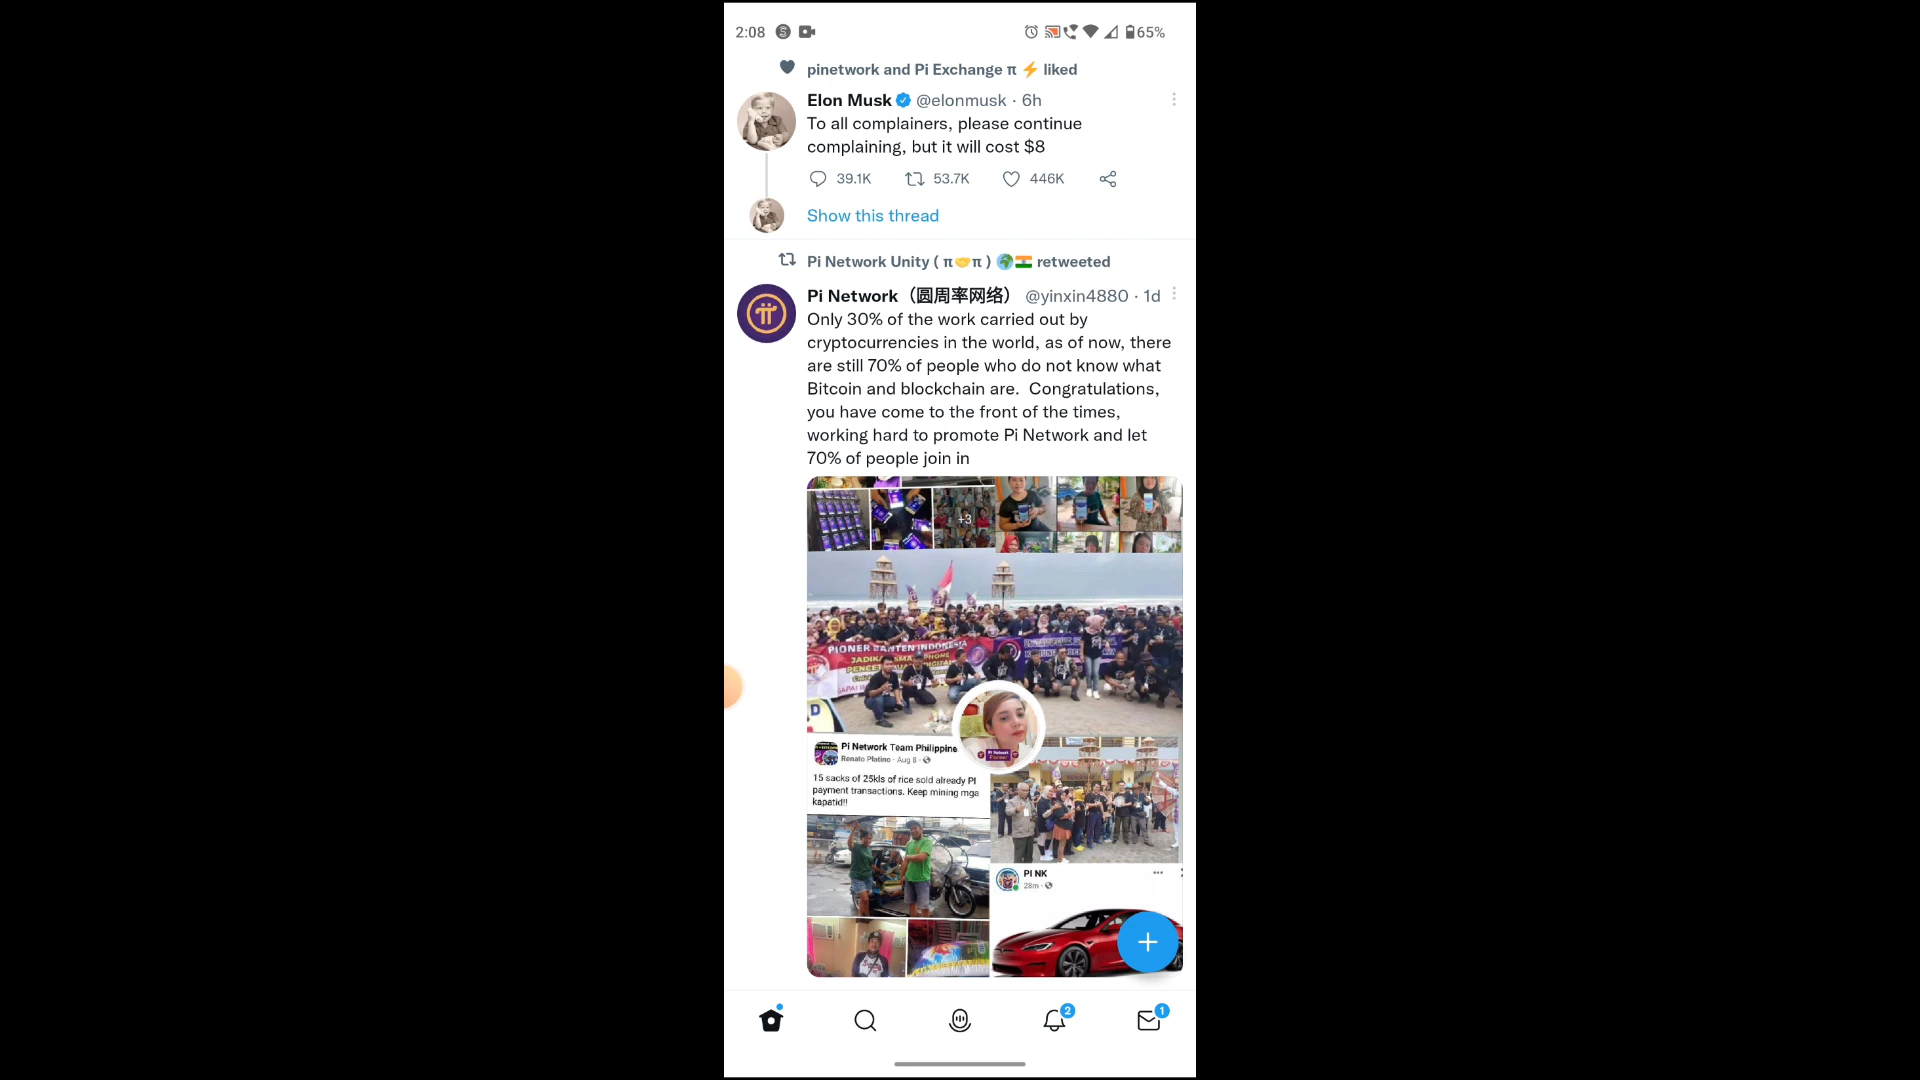 2:08
65%
pinetwork and Pi Exchange π ⚡ liked
Elon Musk @elonmusk · 6h
To all complainers, please continue
complaining, but it will cost $8
39.1K 53.7K 446K
Show this thread
Pi Network Unity ( π🤝π ) 🌍🇮🇳 retweeted
Pi Network（圆周率网络） @yinxin4880 · 1d
Only 30% of the work carried out by
cryptocurrencies in the world, as of now, there
are still 70% of people who do not know what
Bitcoin and blockchain are.  Congratulations,
you have come to the front of the times,
working hard to promote Pi Network and let
70% of people join in
+3
PIONER BANTEN INDONESIA
Pi Network
Pioneer
Pi Network Team Philippine
Renato Platino · Aug 8 ·
15 sacks of 25kls of rice sold already PI
payment transactions. Keep mining mga
kapatid!!
PI NK
28m ·
2
1